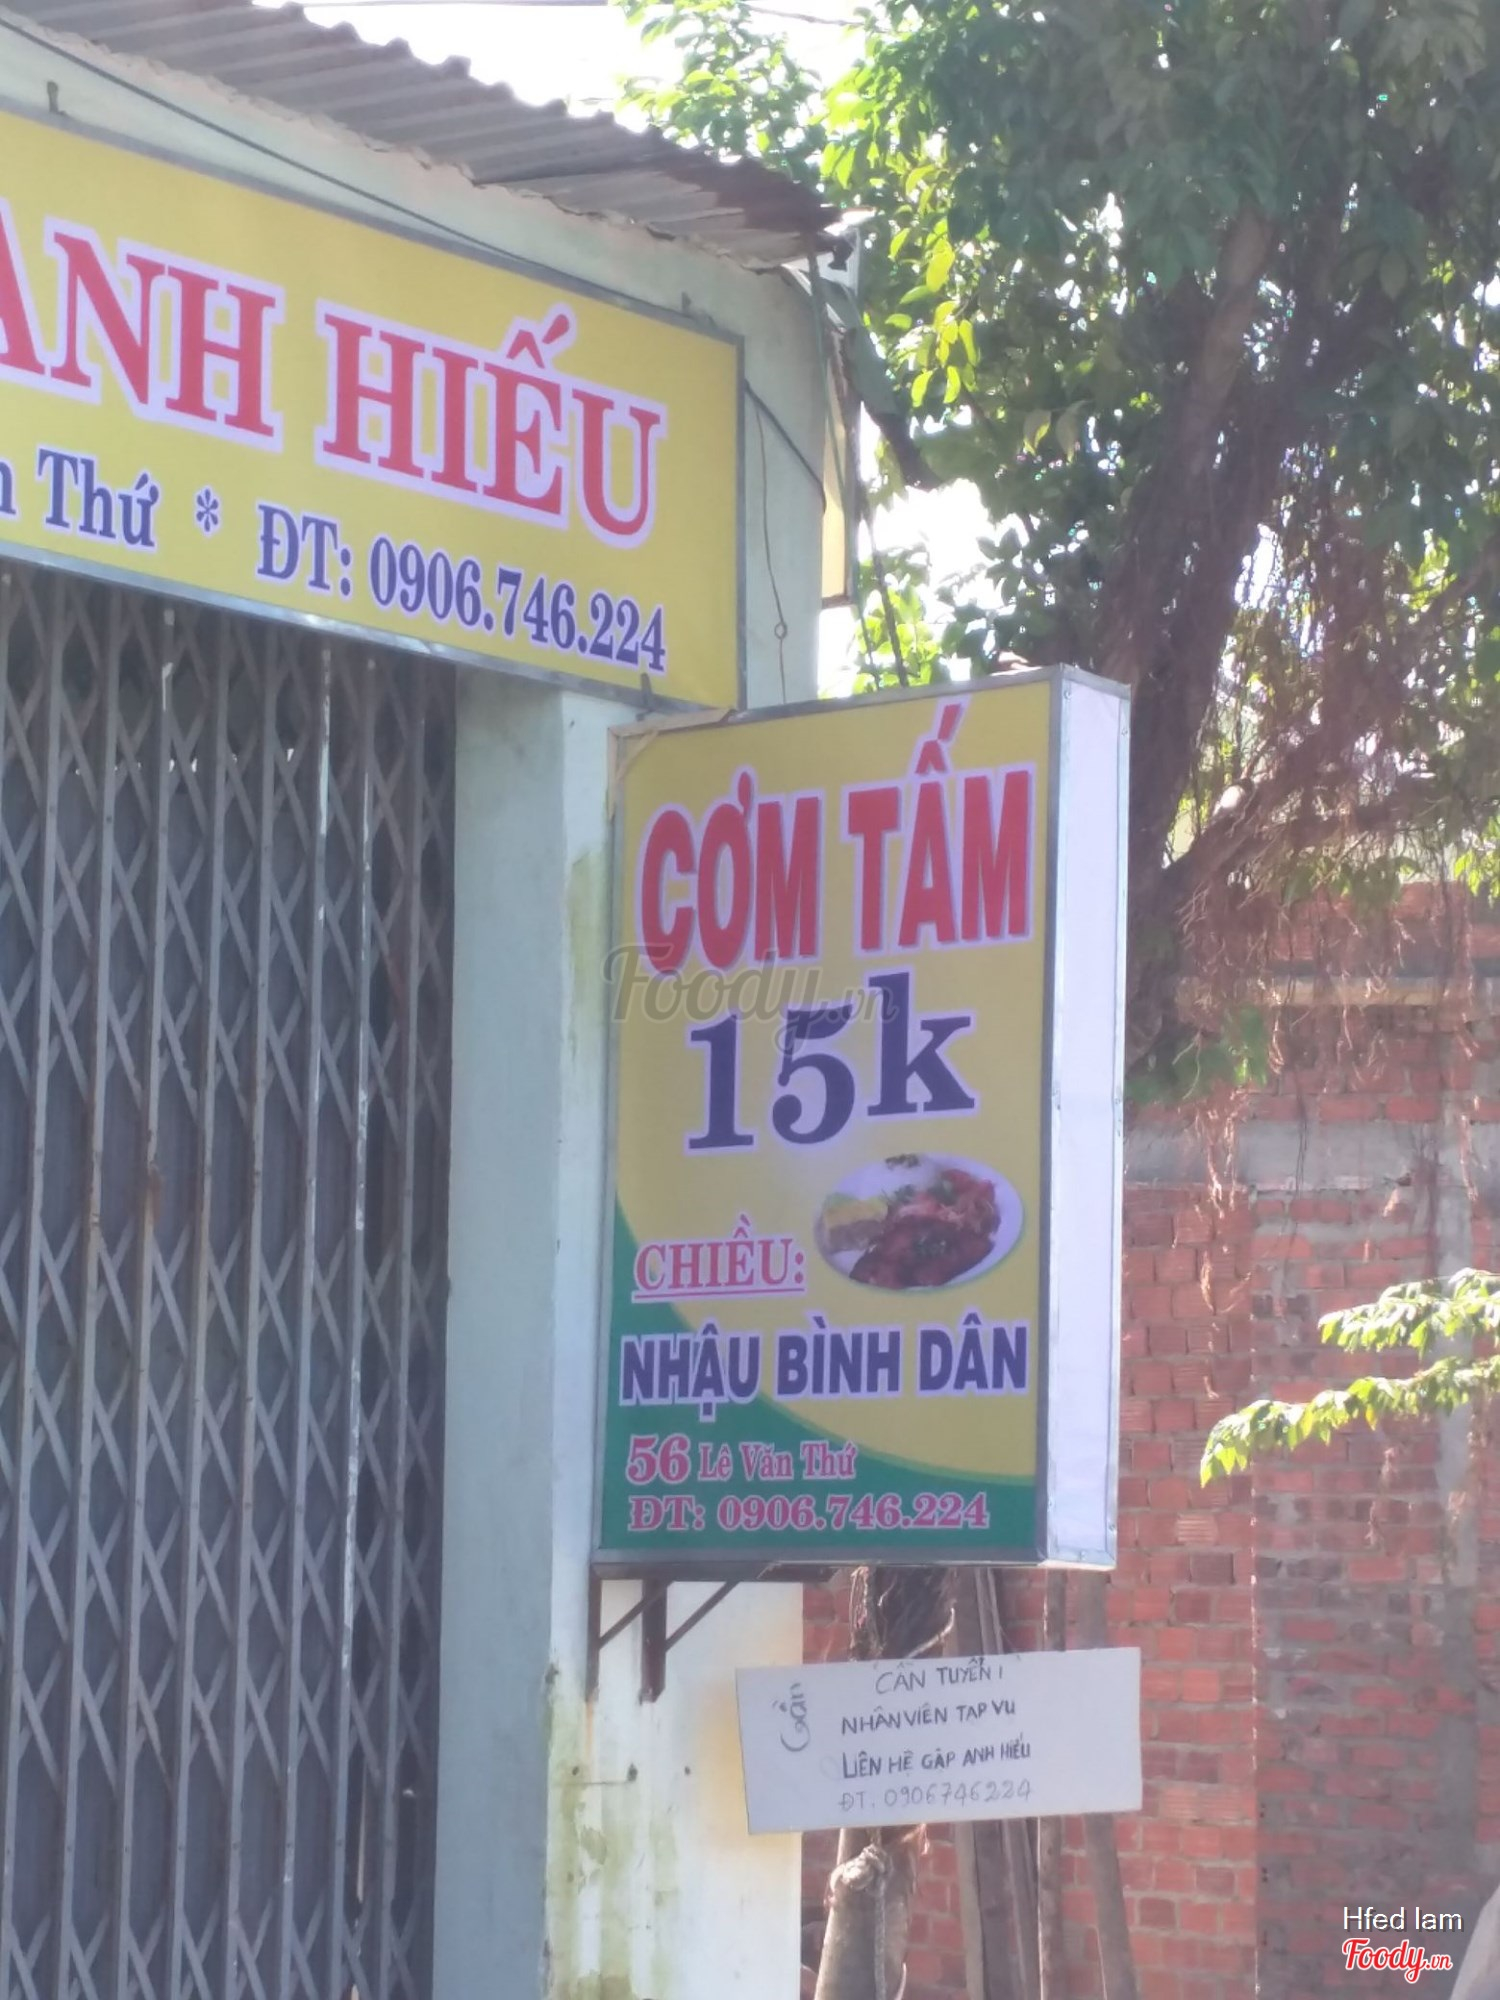 ANH HIẾU
Thứ * ĐT: 0906.746.224
CƠM TẤM
15k
CHIỀU:
NHẬU BÌNH DÂN
56 Lê Văn Thứ
ĐT: 0906.746.224
Foody.vn
CẦN TUYỂN 1
NHÂN VIÊN TẠP VỤ
LIÊN HỆ GẶP ANH HIẾU
ĐT. 0906746224
Hfed lam
Foody.vn